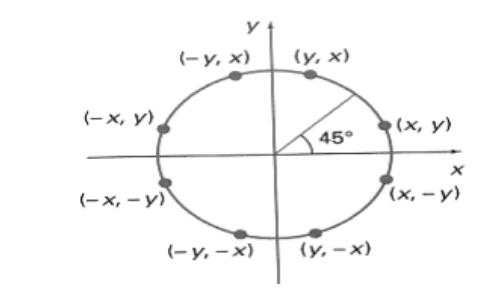 y
(−y, x)
(y, x)
(−x, y)
45°
(x, y)
x
(−x, −y)
(x, −y)
(−y, −x)
(y, −x)